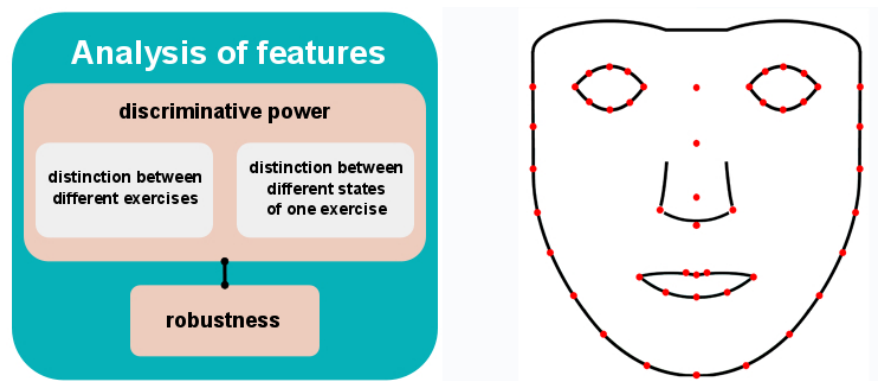 Analysis of features
discriminative power
distinction between
different exercises
distinction between
different states
of one exercise
robustness